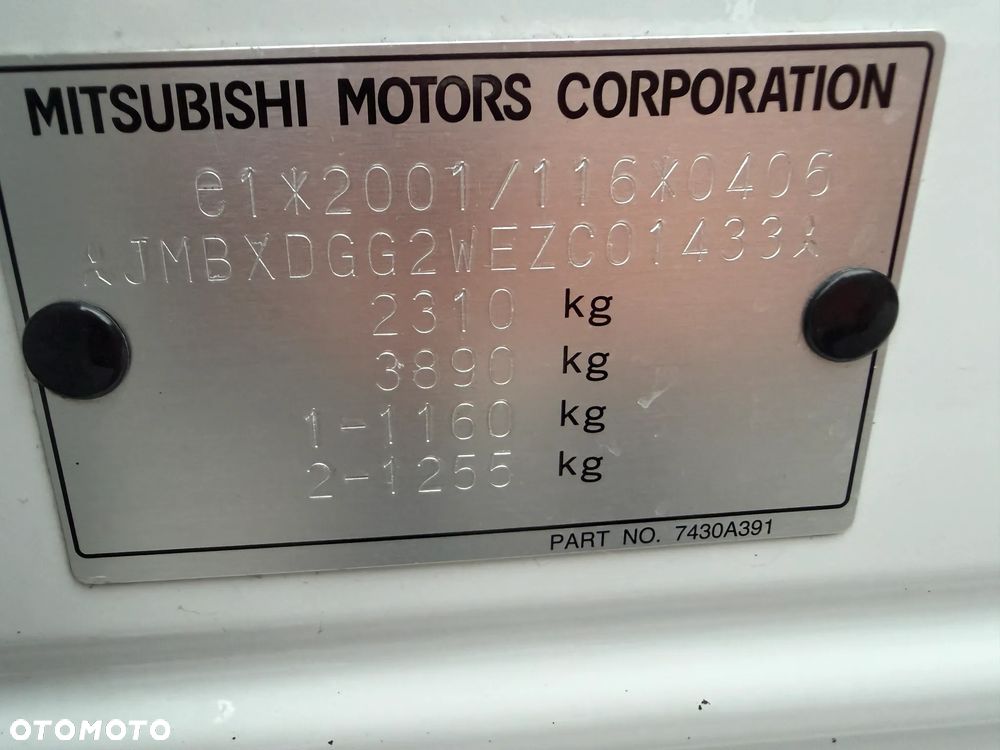 MITSUBISHI MOTORS CORPORATION
e1*2001/116*0406
*JMBXDGG2WEZC01433*
2310 kg
3890 kg
1-1160 kg
2-1255 kg
PART NO. 7430A391
OTOMOTO